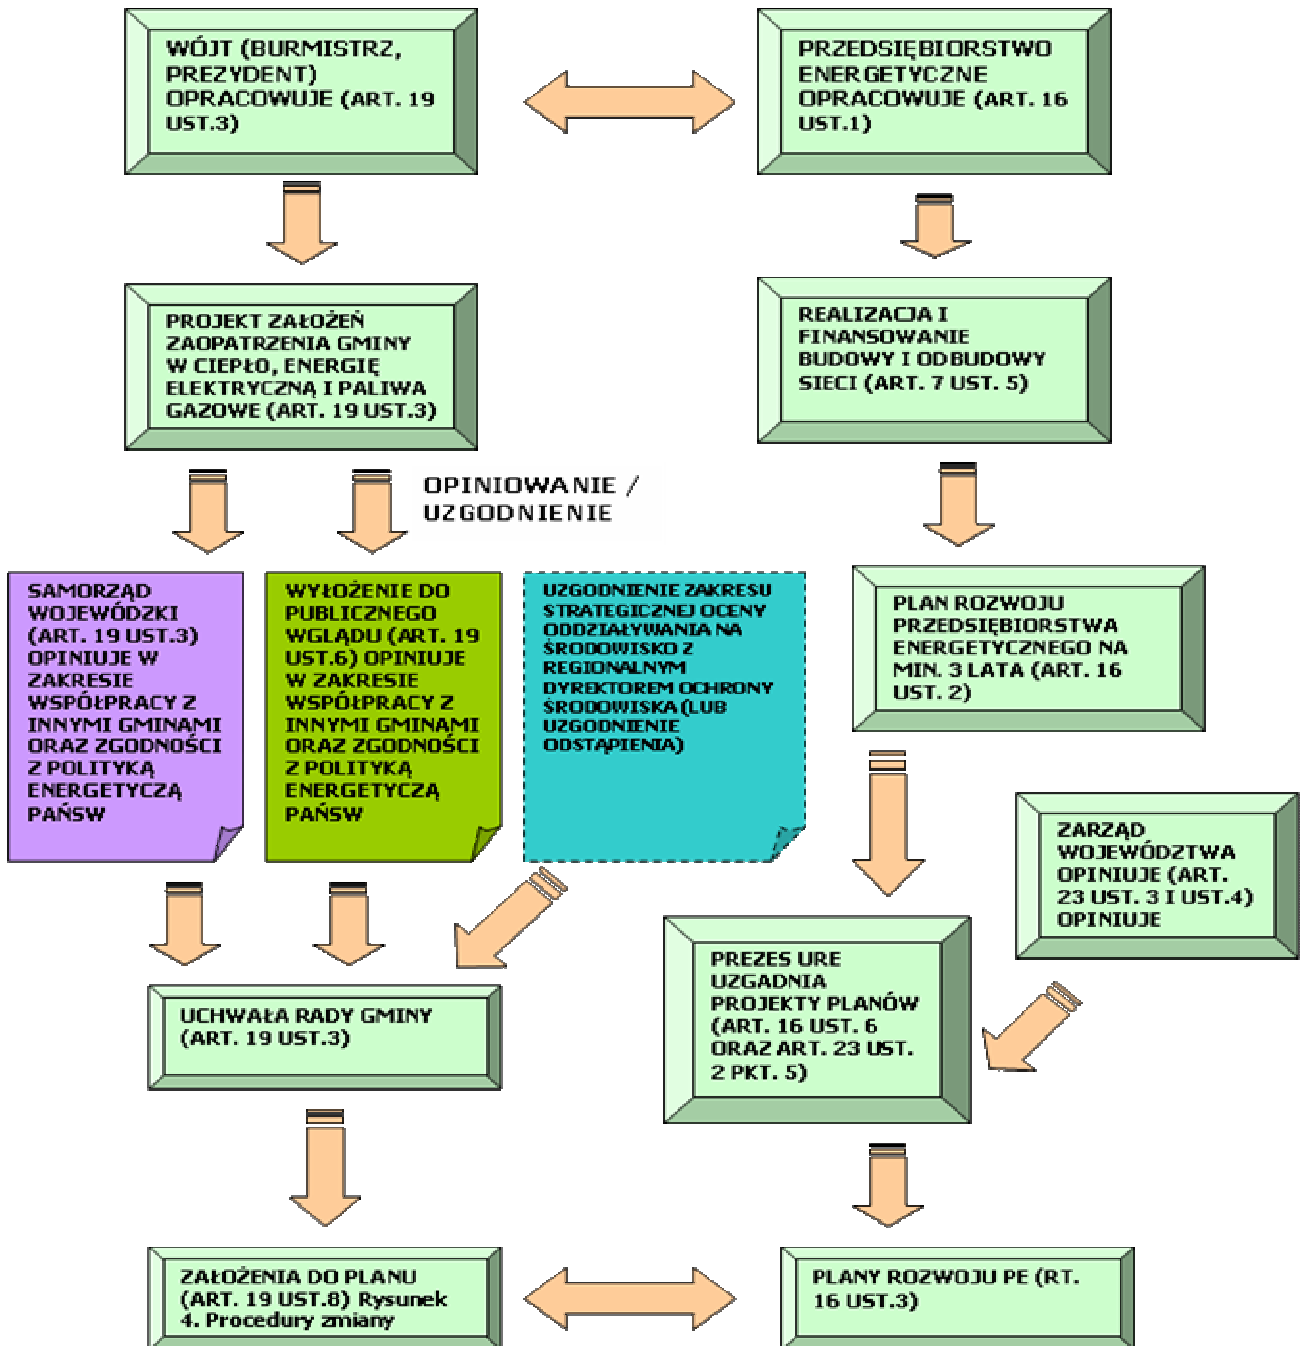 WÓJT (BURMISTRZ,
PREZYDENT)
OPRACOWUJE (ART. 19
UST.3)
PRZEDSIĘBIORSTWO
ENERGETYCZNE
OPRACOWUJE (ART. 16
UST.1)
PROJEKT ZAŁOŻEŃ
ZAOPATRZENIA GMINY
W CIEPŁO, ENERGIĘ
ELEKTRYCZNĄ I PALIWA
GAZOWE (ART. 19 UST.3)
REALIZACJA I
FINANSOWANIE
BUDOWY I ODBUDOWY
SIECI (ART. 7 UST. 5)
OPINIOWANIE /
UZGODNIENIE
SAMORZĄD
WOJEWÓDZKI
(ART. 19 UST.3)
OPINIUJE W
ZAKRESIE
WSPÓŁPRACY Z
INNYMI GMINAMI
ORAZ ZGODNOŚCI
Z POLITYKĄ
ENERGETYCZĄ
PAŃSW
WYŁOŻENIE DO
PUBLICZNEGO
WGLĄDU (ART. 19
UST.6) OPINIUJE
W ZAKRESIE
WSPÓŁPRACY Z
INNYMI GMINAMI
ORAZ ZGODNOŚCI
Z POLITYKĄ
ENERGETYCZĄ
PAŃSW
UZGODNIENIE ZAKRESU
STRATEGICZNEJ OCENY
ODDZIAŁYWANIA NA
ŚRODOWISKO Z
REGIONALNYM
DYREKTOREM OCHRONY
ŚRODOWISKA (LUB
UZGODNIENIE
ODSTĄPIENIA)
PLAN ROZWOJU
PRZEDSIĘBIORSTWA
ENERGETYCZNEGO NA
MIN. 3 LATA (ART. 16
UST. 2)
ZARZĄD
WOJEWÓDZTWA
OPINIUJE (ART.
23 UST. 3 I UST.4)
OPINIUJE
PREZES URE
UZGADNIA
PROJEKTY PLANÓW
(ART. 16 UST. 6
ORAZ ART. 23 UST.
2 PKT. 5)
UCHWAŁA RADY GMINY
(ART. 19 UST.3)
ZAŁOŻENIA DO PLANU
(ART. 19 UST.8) Rysunek
4. Procedury zmiany
PLANY ROZWOJU PE (RT.
16 UST.3)